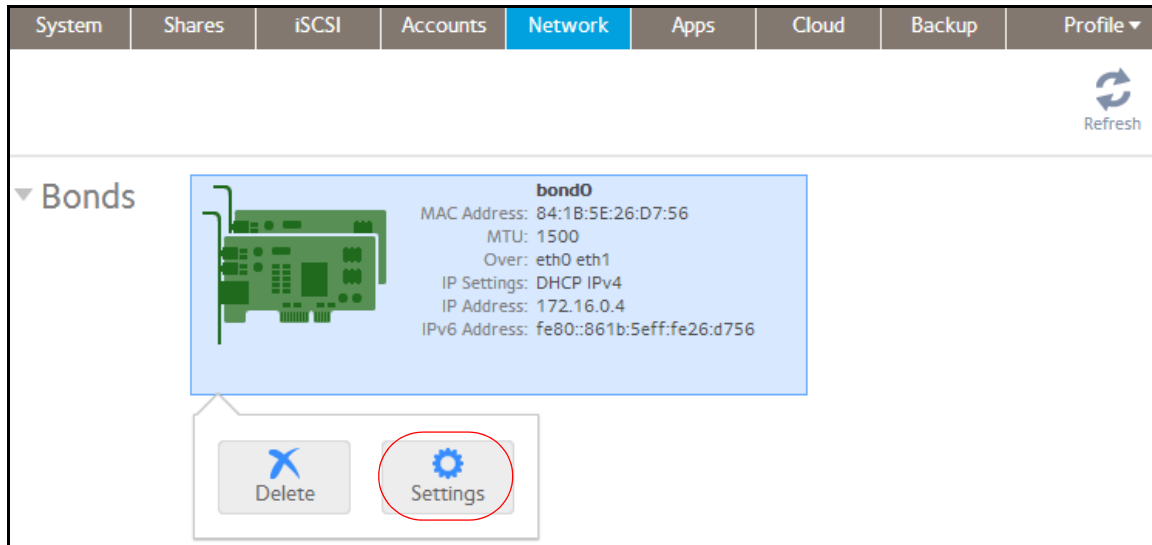 System Shares iSCSI Accounts Network Apps Cloud Backup Profile
Refresh
Bonds
bond0
MAC Address: 84:1B:5E:26:D7:56
MTU: 1500
Over: eth0 eth1
IP Settings: DHCP IPv4
IP Address: 172.16.0.4
IPv6 Address: fe80::861b:5eff:fe26:d756
Delete Settings